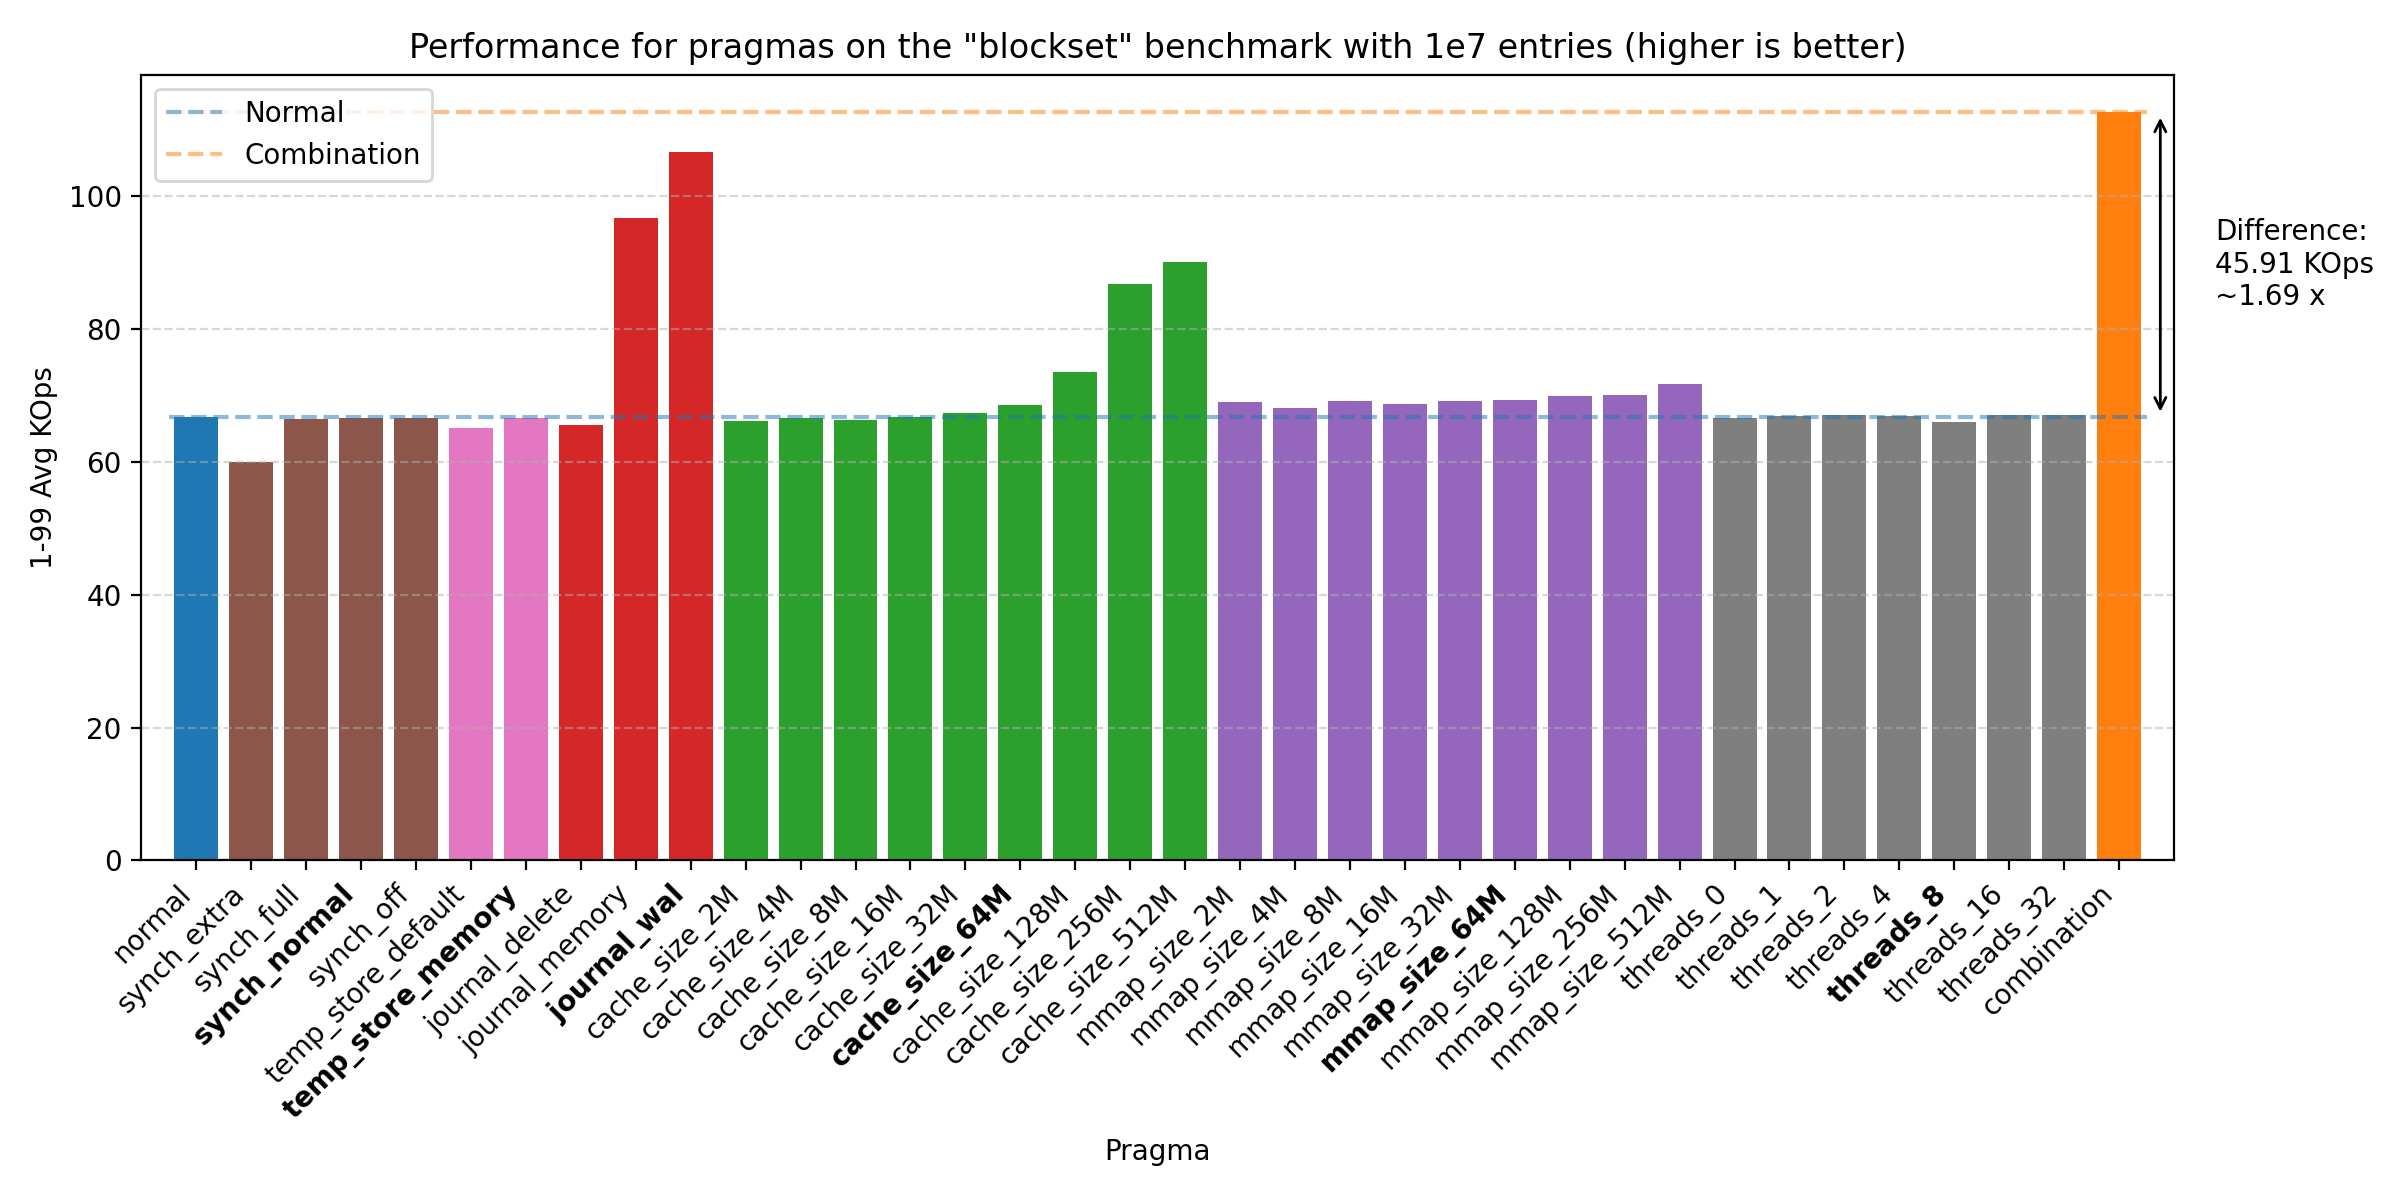 Performance for pragmas on the "blockset" benchmark with 1e7 entries (higher is better)
Normal
Combination
100
80
60
40
20
0
1-99 Avg KOps
Difference:
45.91 KOps
~1.69 x
normal
synch_extra
synch_full
synch_normal
synch_off
temp_store_default
temp_store_memory
journal_delete
journal_memory
journal_wal
cache_size_2M
cache_size_4M
cache_size_8M
cache_size_16M
cache_size_32M
cache_size_64M
cache_size_128M
cache_size_256M
cache_size_512M
mmap_size_2M
mmap_size_4M
mmap_size_8M
mmap_size_16M
mmap_size_32M
mmap_size_64M
mmap_size_128M
mmap_size_256M
mmap_size_512M
threads_0
threads_1
threads_2
threads_4
threads_8
threads_16
threads_32
combination
Pragma